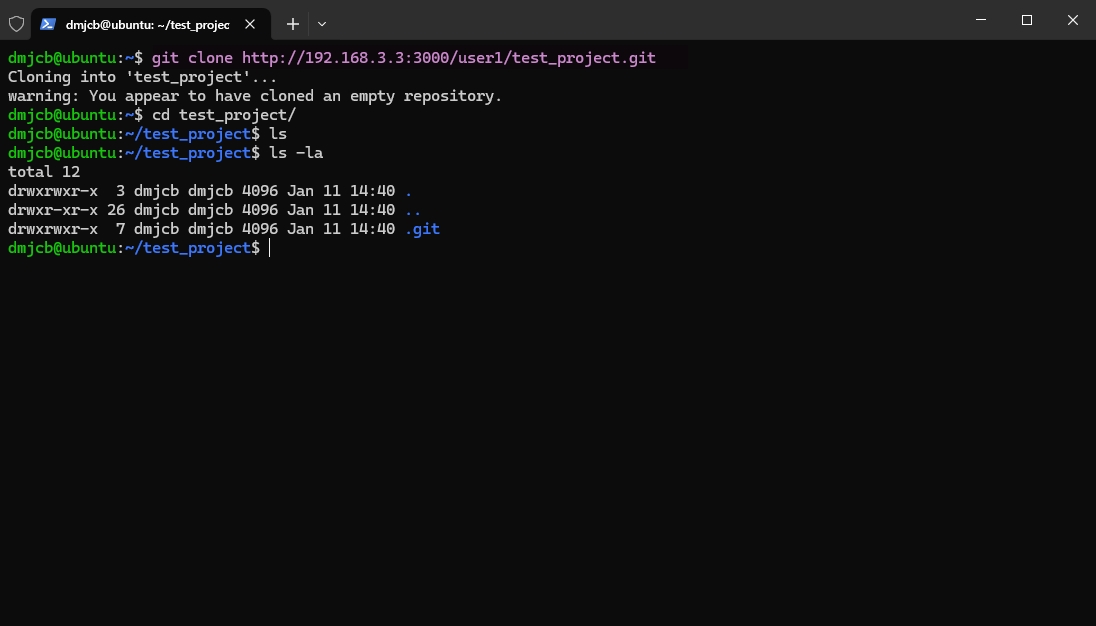 dmjcb@ubuntu: ~/test_projec
dmjcb@ubuntu:~$ git clone http://192.168.3.3:3000/user1/test_project.git
Cloning into 'test_project'...
warning: You appear to have cloned an empty repository.
dmjcb@ubuntu:~$ cd test_project/
dmjcb@ubuntu:~/test_project$ ls
dmjcb@ubuntu:~/test_project$ ls -la
total 12
drwxrwxr-x  3 dmjcb dmjcb 4096 Jan 11 14:40 .
drwxr-xr-x 26 dmjcb dmjcb 4096 Jan 11 14:40 ..
drwxrwxr-x  7 dmjcb dmjcb 4096 Jan 11 14:40 .git
dmjcb@ubuntu:~/test_project$